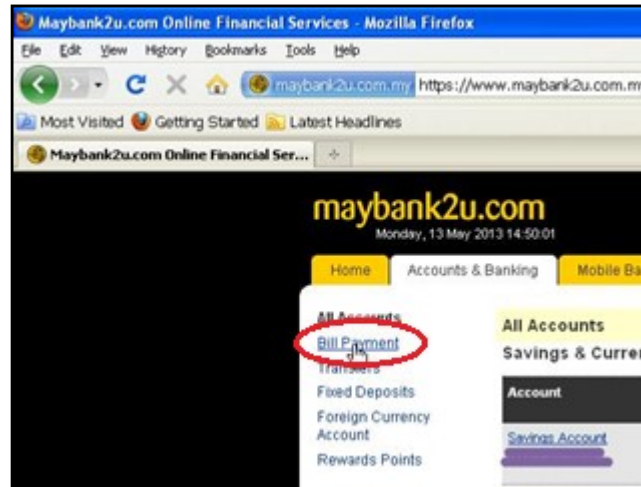 Maybank2u.com Online Financial Services - Mozilla Firefox
File Edit View History Bookmarks Tools Help
maybank2u.com.my https://www.maybank2u.com.m
Most Visited Getting Started Latest Headlines
Maybank2u.com Online Financial Ser...
maybank2u.com
Monday, 13 May 2013 14:50:01
Home Accounts & Banking Mobile Ba
All Accounts
Bill Payment
Transfers
Fixed Deposits
Foreign Currency
Account
Rewards Points
All Accounts
Savings & Curre
Account
Savings Account